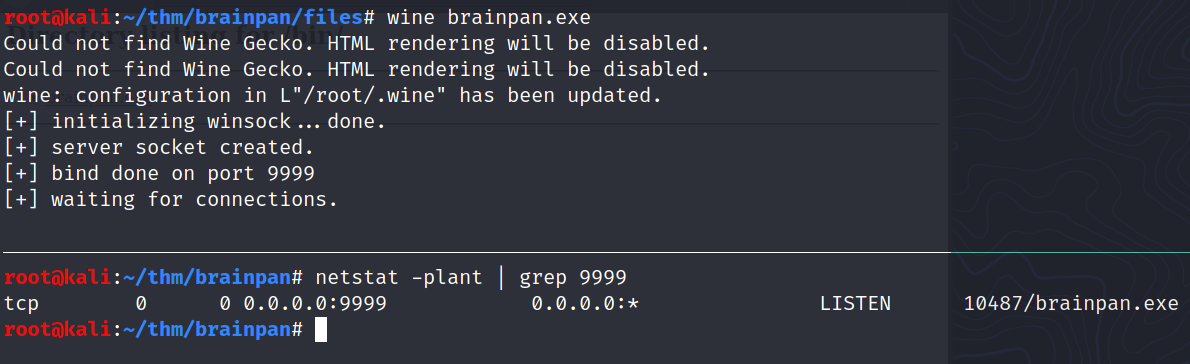 root@kali:~/thm/brainpan/files# wine brainpan.exe
Could not find Wine Gecko. HTML rendering will be disabled.
Could not find Wine Gecko. HTML rendering will be disabled.
wine: configuration in L"/root/.wine" has been updated.
[+] initializing winsock...done.
[+] server socket created.
[+] bind done on port 9999
[+] waiting for connections.
root@kali:~/thm/brainpan# netstat -plant | grep 9999
tcp        0      0 0.0.0.0:9999            0.0.0.0:*               LISTEN      10487/brainpan.exe
root@kali:~/thm/brainpan#